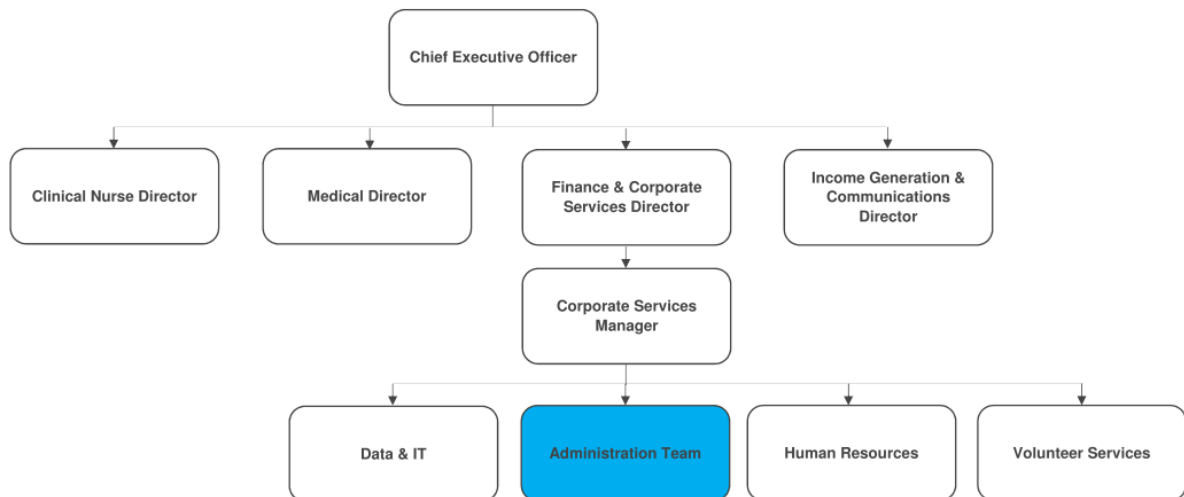 Chief Executive Officer
Clinical Nurse Director
Medical Director
Finance & Corporate
Services Director
Income Generation &
Communications
Director
Corporate Services
Manager
Data & IT
Administration Team
Human Resources
Volunteer Services